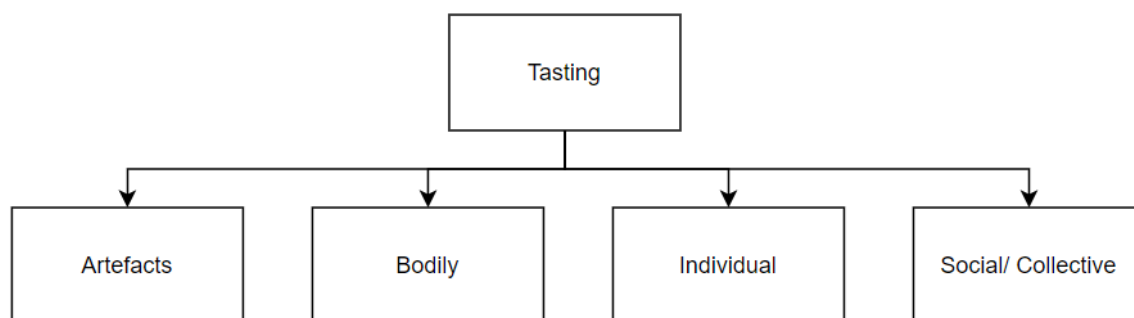 Tasting
Artefacts
Bodily
Individual
Social/ Collective